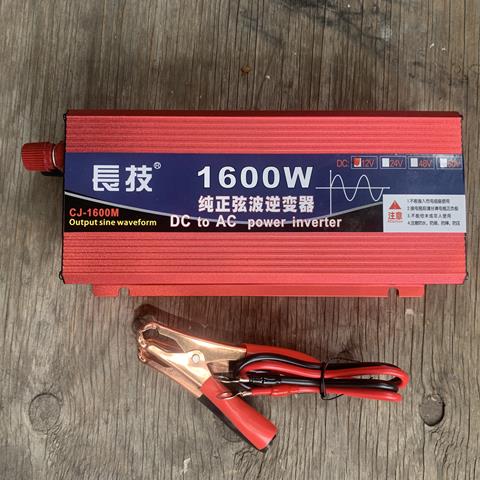 DC: 12V 24V 48V 60V
長技®
1600W
纯正弦波逆变器
CJ-1600M
Output sine waveform
DC to AC power inverter
注意